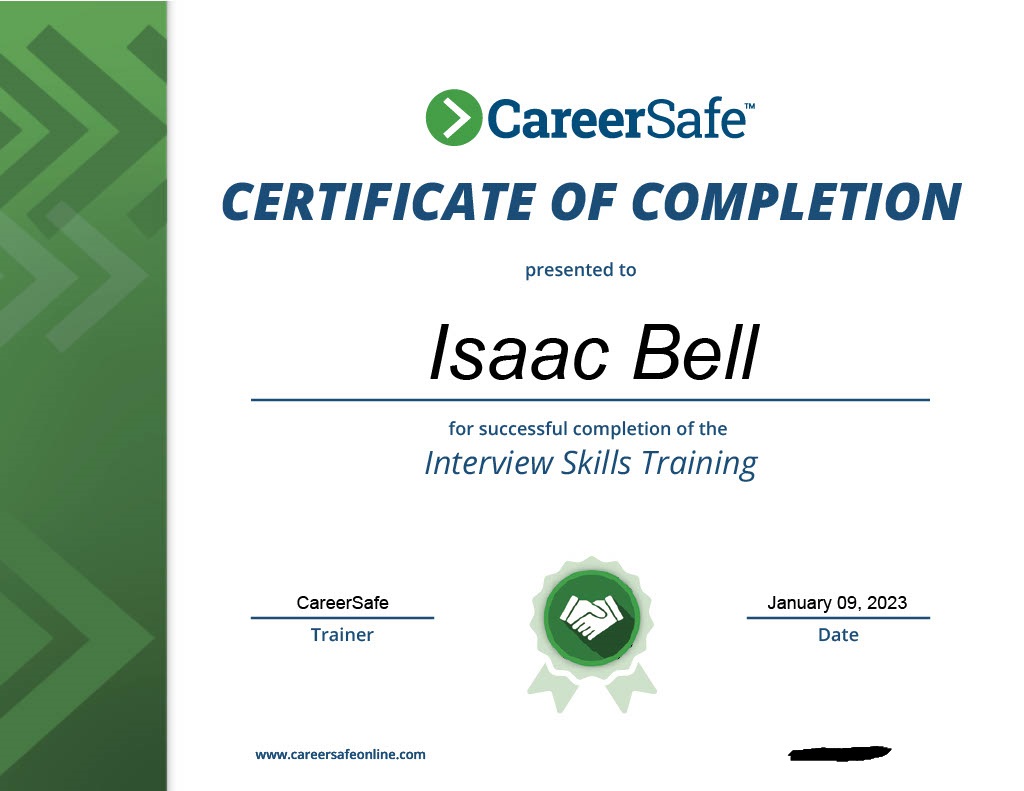 CareerSafe™
CERTIFICATE OF COMPLETION
presented to
Isaac Bell
for successful completion of the
Interview Skills Training
CareerSafe
Trainer
January 09, 2023
Date
www.careersafeonline.com